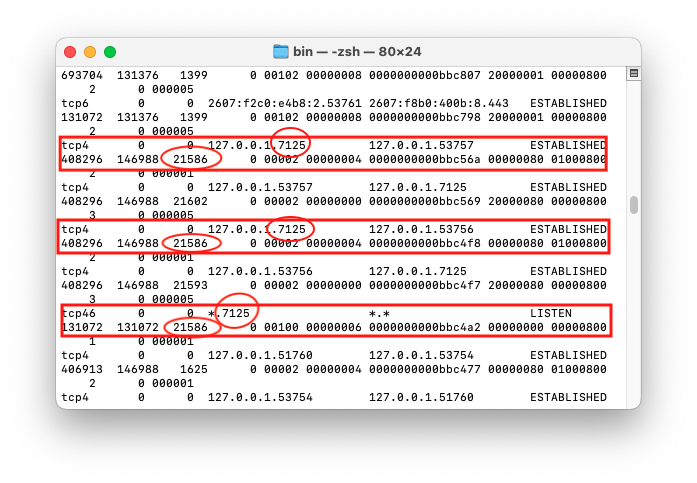 bin — -zsh — 80×24
693704 131376 1399 0 00102 00000008 0000000000bbc807 20000001 00000800
2 0 000005
tcp6 0 0 2607:f2c0:e4b8:2.53761 2607:f8b0:400b:8.443 ESTABLISHED
131072 131376 1399 0 00102 00000008 0000000000bbc798 20000001 00000800
2 0 000005
tcp4 0 0 127.0.0.1.7125 127.0.0.1.53757 ESTABLISHED
408296 146988 21586 0 00002 00000004 0000000000bbc56a 00000080 01000800
2 0 000001
tcp4 0 0 127.0.0.1.53757 127.0.0.1.7125 ESTABLISHED
408296 146988 21602 0 00002 00000000 0000000000bbc569 20000080 00000800
3 0 000005
tcp4 0 0 127.0.0.1.7125 127.0.0.1.53756 ESTABLISHED
408296 146988 21586 0 00002 00000004 0000000000bbc4f8 00000080 01000800
2 0 000001
tcp4 0 0 127.0.0.1.53756 127.0.0.1.7125 ESTABLISHED
408296 146988 21593 0 00002 00000000 0000000000bbc4f7 20000080 00000800
3 0 000005
tcp46 0 0 *.7125 *.* LISTEN
131072 131072 21586 0 00100 00000006 0000000000bbc4a2 00000000 00000800
1 0 000001
tcp4 0 0 127.0.0.1.51760 127.0.0.1.53754 ESTABLISHED
406913 146988 1625 0 00002 00000004 0000000000bbc477 00000080 01000800
2 0 000001
tcp4 0 0 127.0.0.1.53754 127.0.0.1.51760 ESTABLISHED